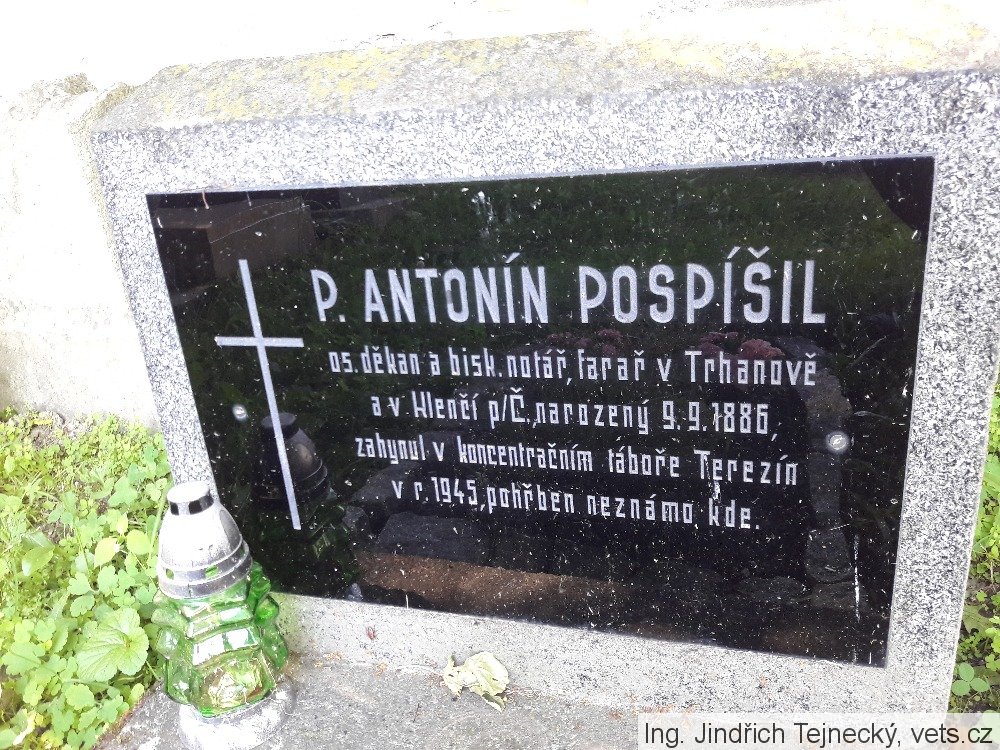 P. ANTONÍN POSPÍŠIL
os. děkan a bisk. notář, farař v Trhanově
a v Klenčí p/Č., narozený 9.9.1886,
zahynul v koncentračním táboře Terezín
v r. 1945, pohřben neznámo kde.
Ing. Jindřich Tejnecký, vets.cz